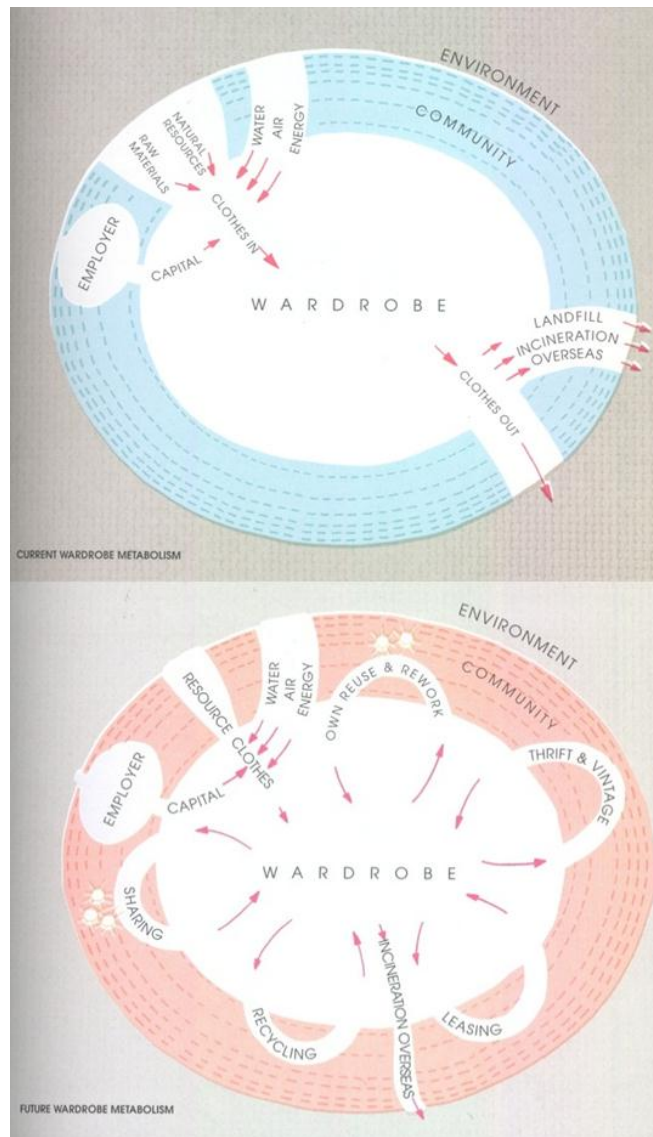 ENVIRONMENT
COMMUNITY
NATURAL
RESOURCES
RAW
MATERIALS
WATER
AIR
ENERGY
CLOTHES IN
EMPLOYER
CAPITAL
WARDROBE
LANDFILL
INCINERATION
OVERSEAS
CLOTHES OUT
CURRENT WARDROBE METABOLISM
ENVIRONMENT
COMMUNITY
WATER
AIR
ENERGY
RESOURCE CLOTHES
OWN REUSE & REWORK
THRIFT & VINTAGE
EMPLOYER
CAPITAL
WARDROBE
SHARING
RECYCLING
INCINERATION OVERSEAS
LEASING
FUTURE WARDROBE METABOLISM